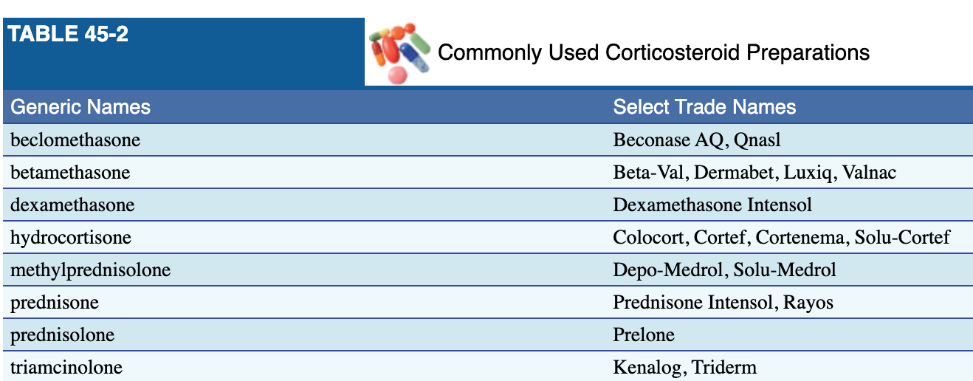 TABLE 45-2
Commonly Used Corticosteroid Preparations
Generic Names Select Trade Names
beclomethasone Beconase AQ, Qnasl
betamethasone Beta-Val, Dermabet, Luxiq, Valnac
dexamethasone Dexamethasone Intensol
hydrocortisone Colocort, Cortef, Cortenema, Solu-Cortef
methylprednisolone Depo-Medrol, Solu-Medrol
prednisone Prednisone Intensol, Rayos
prednisolone Prelone
triamcinolone Kenalog, Triderm